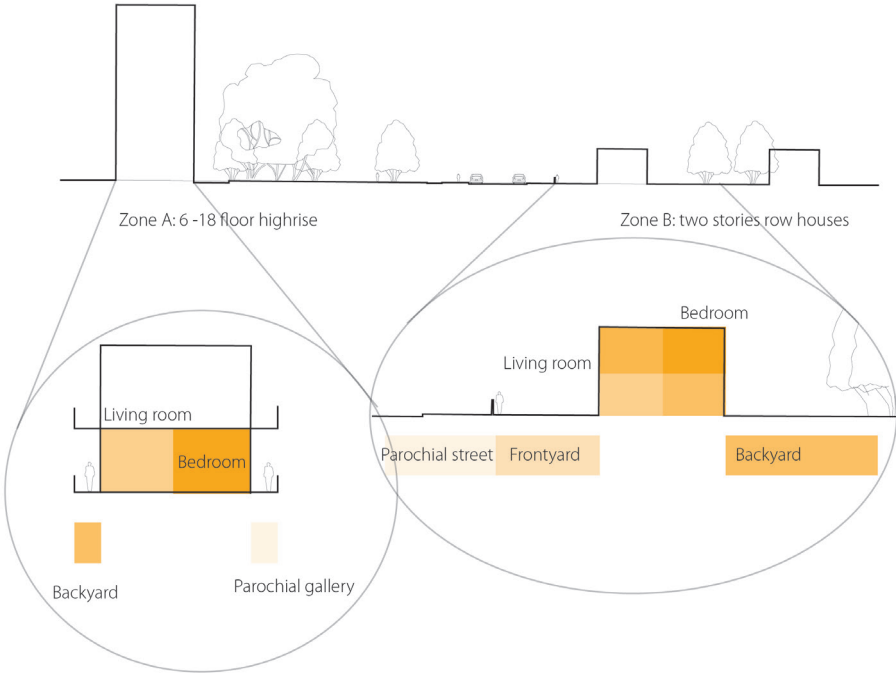 Zone A: 6 -18 floor highrise
Zone B: two stories row houses
Living room
Bedroom
Backyard
Parochial gallery
Bedroom
Living room
Parochial street
Frontyard
Backyard